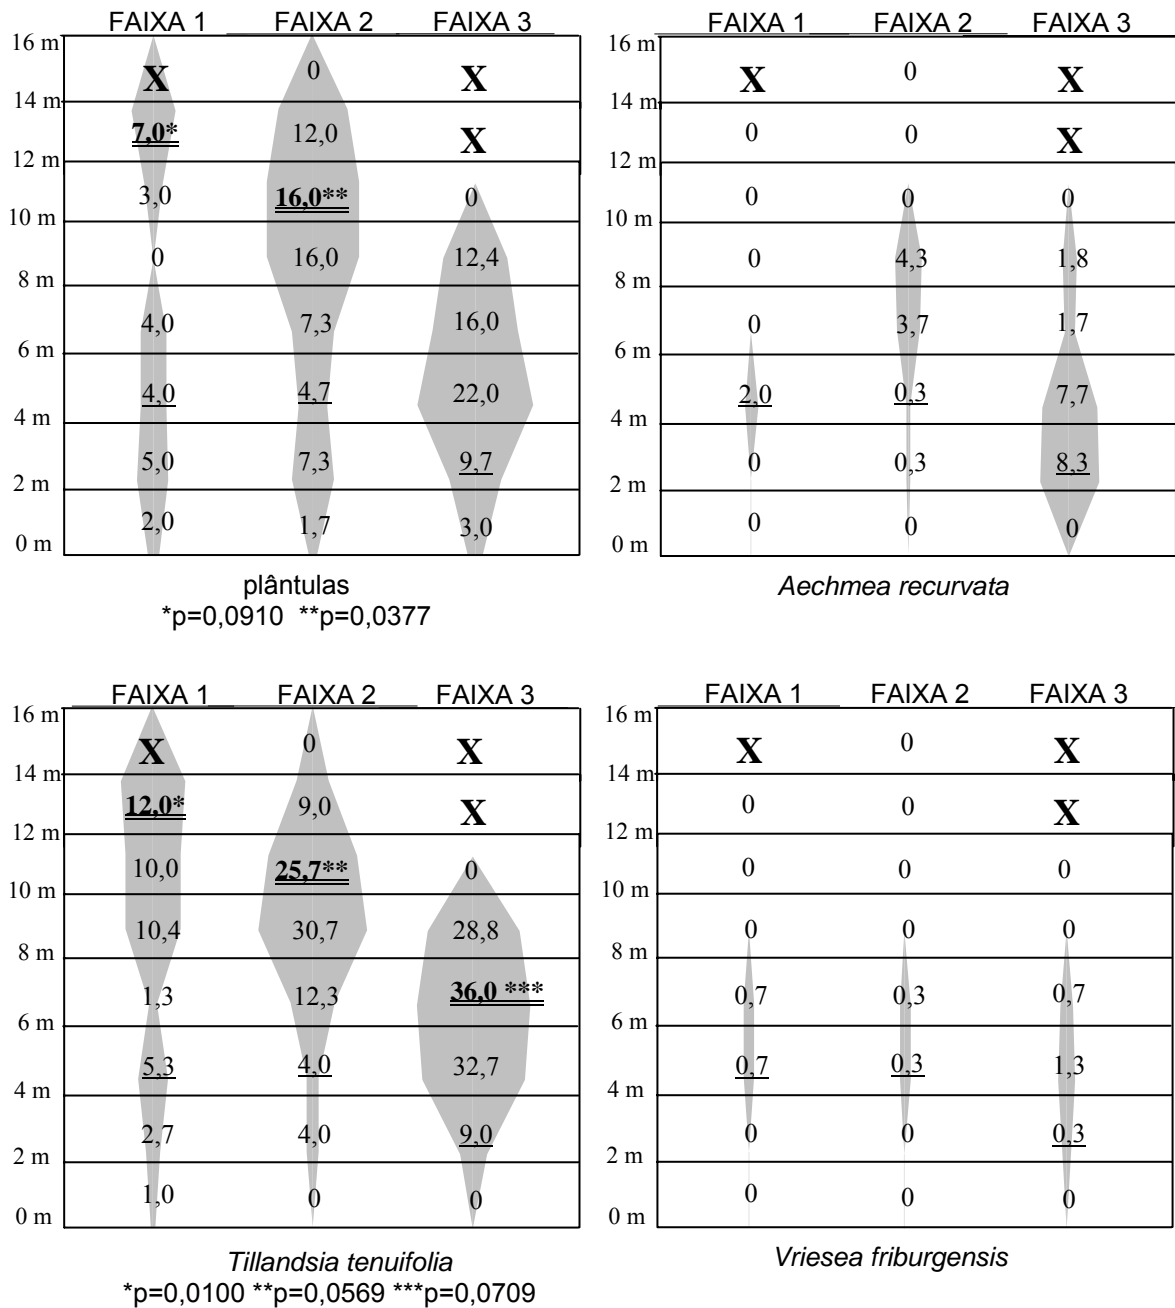 FAIXA 1 FAIXA 2 FAIXA 3
16 m
X 0 X
14 m
7,0* 12,0 X
12 m
3,0 16,0** 0
10 m
0 16,0 12,4
8 m
4,0 7,3 16,0
6 m
4,0 4,7 22,0
4 m
5,0 7,3 9,7
2 m
2,0 1,7 3,0
0 m
plântulas
*p=0,0910 **p=0,0377
FAIXA 1 FAIXA 2 FAIXA 3
16 m
X 0 X
14 m
0 0 X
12 m
0 0 0
10 m
0 4,3 1,8
8 m
0 3,7 1,7
6 m
2,0 0,3 7,7
4 m
0 0,3 8,3
2 m
0 0 0
0 m
Aechmea recurvata
FAIXA 1 FAIXA 2 FAIXA 3
16 m
X 0 X
14 m
12,0* 9,0 X
12 m
10,0 25,7** 0
10 m
10,4 30,7 28,8
8 m
1,3 12,3 36,0 ***
6 m
5,3 4,0 32,7
4 m
2,7 4,0 9,0
2 m
1,0 0 0
0 m
Tillandsia tenuifolia
*p=0,0100 **p=0,0569 ***p=0,0709
FAIXA 1 FAIXA 2 FAIXA 3
16 m
X 0 X
14 m
0 0 X
12 m
0 0 0
10 m
0 0 0
8 m
0,7 0,3 0,7
6 m
0,7 0,3 1,3
4 m
0 0 0,3
2 m
0 0 0
0 m
Vriesea friburgensis